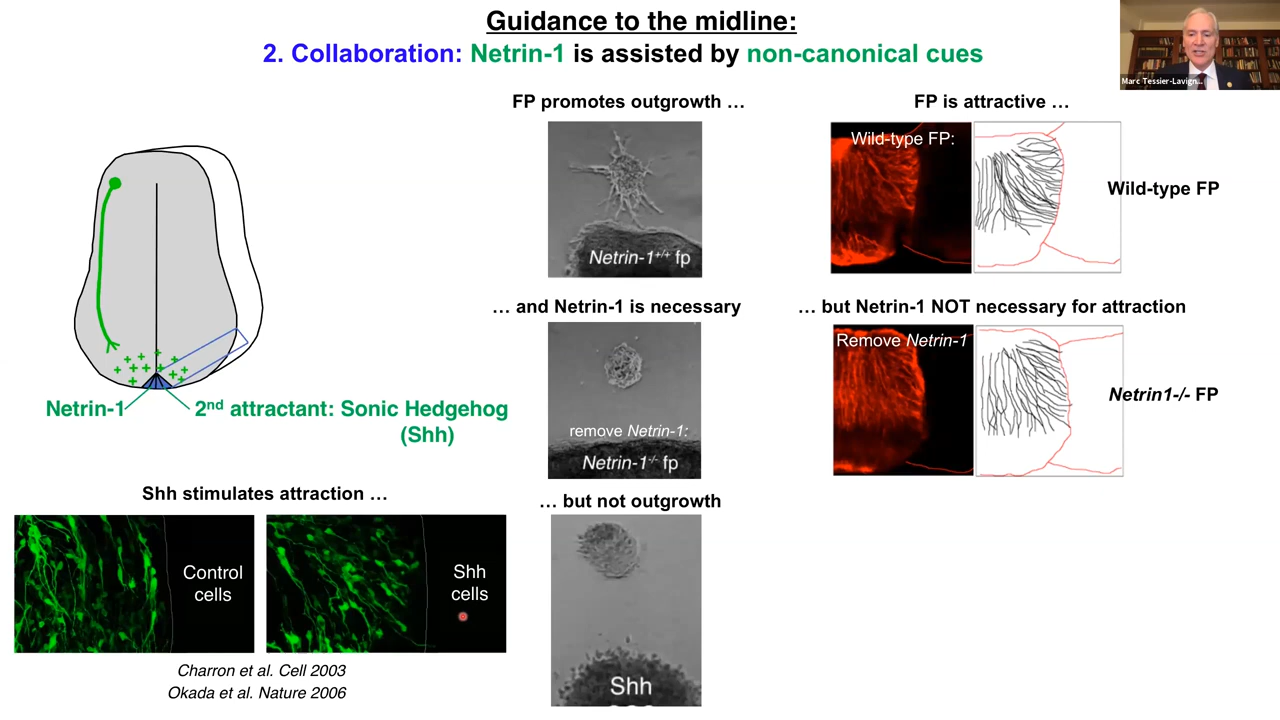 Guidance to the midline:
2. Collaboration: Netrin-1 is assisted by non-canonical cues
Marc Tessier-Lavign...
FP promotes outgrowth …
Netrin-1+/+ fp
… and Netrin-1 is necessary
remove Netrin-1:
Netrin-1-/- fp
… but not outgrowth
Shh
FP is attractive …
Wild-type FP:
Wild-type FP
… but Netrin-1 NOT necessary for attraction
Remove Netrin-1
Netrin1-/- FP
Netrin-1
2nd attractant: Sonic Hedgehog
(Shh)
Shh stimulates attraction …
Control
cells
Shh
cells
Charron et al. Cell 2003
Okada et al. Nature 2006